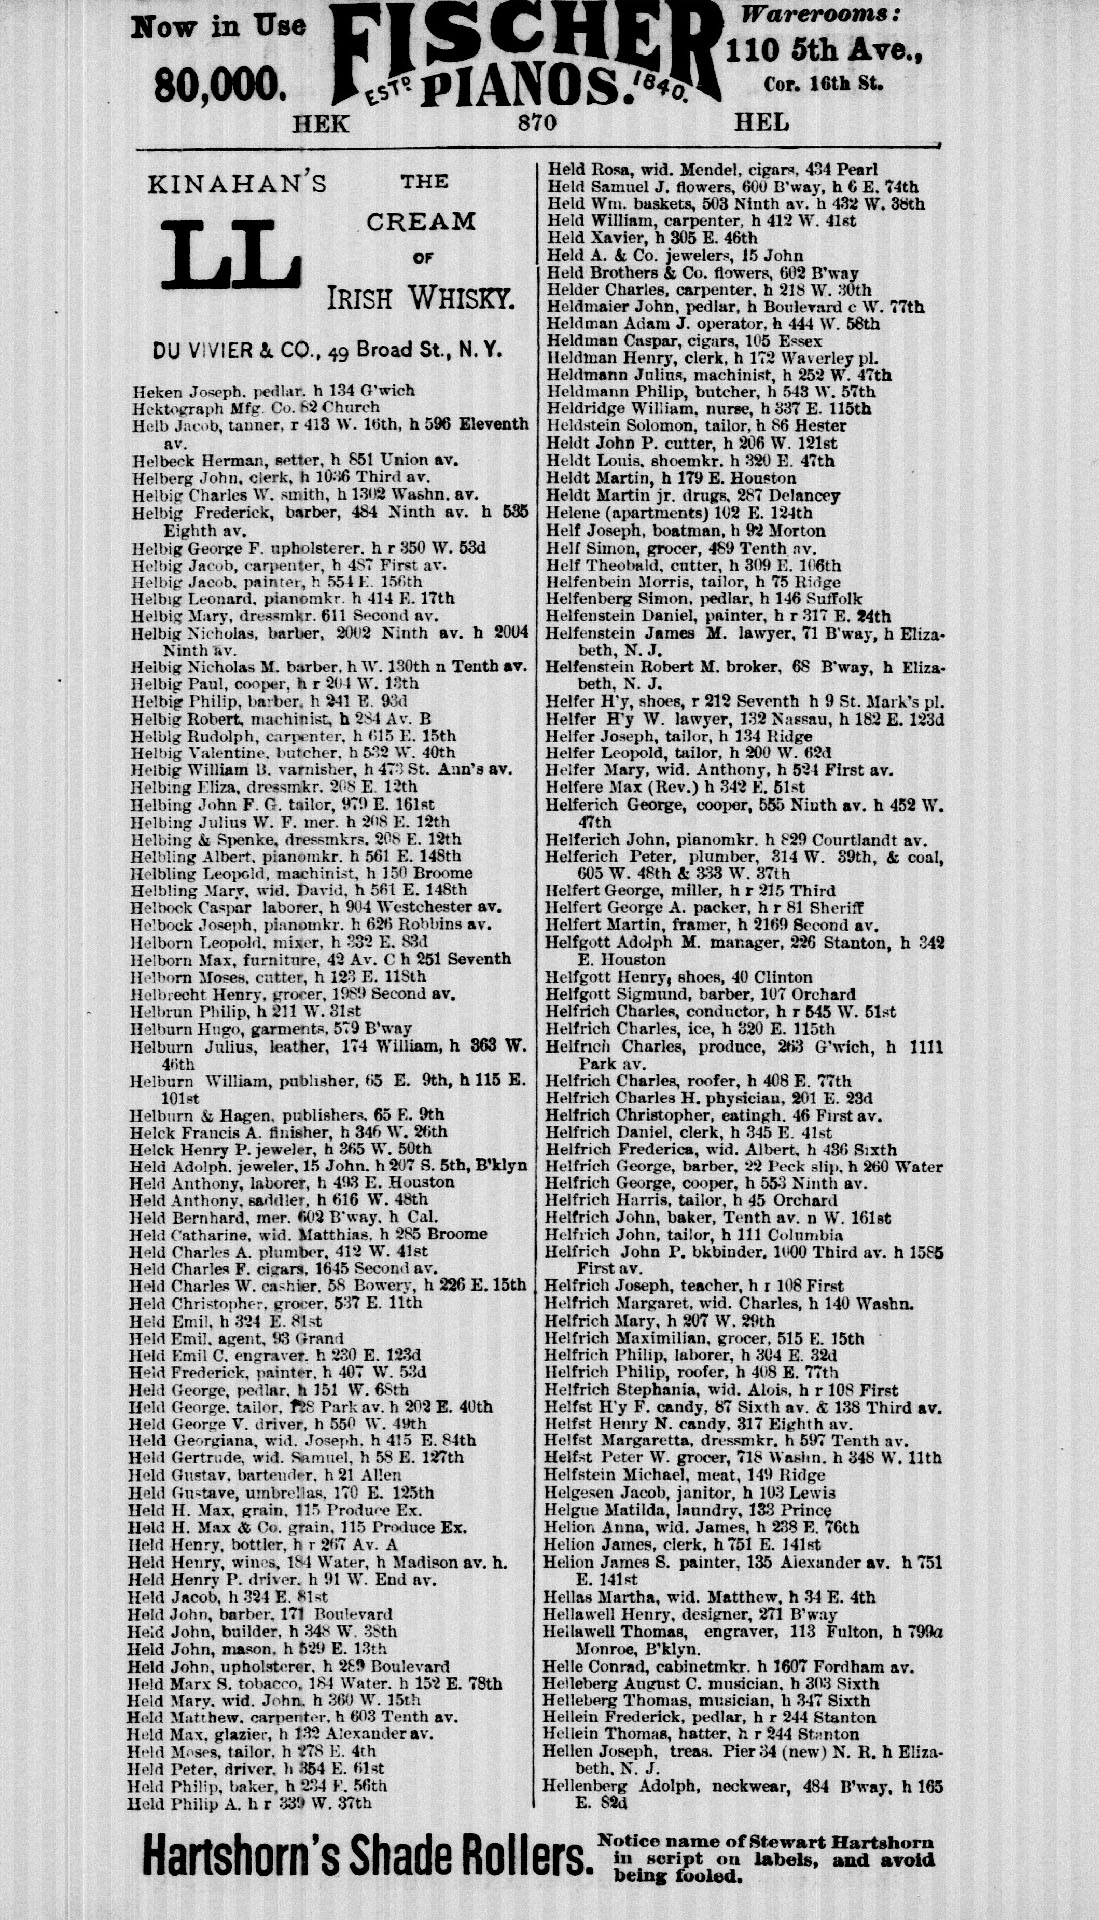 Now in Use
80,000.
FISCHER
ESTD PIANOS. 1840.
Warerooms:
110 5th Ave.,
Cor. 16th St.
HEK 870 HEL
KINAHAN'S THE
LL CREAM
OF
IRISH WHISKY.
DU VIVIER & CO., 49 Broad St., N. Y.
Heken Joseph, pedlar, h 134 G'wich
Hektograph Mfg. Co. 82 Church
Helb Jacob, tanner, r 413 W. 16th, h 596 Eleventh
av.
Helbeck Herman, setter, h 851 Union av.
Helberg John, clerk, h 1036 Third av.
Helbig Charles W. smith, h 1302 Washn. av.
Helbig Frederick, barber, 484 Ninth av. h 535
Eighth av.
Helbig George F. upholsterer, h r 350 W. 53d
Helbig Jacob, carpenter, h 487 First av.
Helbig Jacob, painter, h 554 E. 156th
Helbig Leonard, pianomkr. h 414 E. 17th
Helbig Mary, dressmkr. 611 Second av.
Helbig Nicholas, barber, 2002 Ninth av. h 2004
Ninth av.
Helbig Nicholas M. barber, h W. 130th n Tenth av.
Helbig Paul, cooper, h r 204 W. 18th
Helbig Philip, barber, h 241 E. 93d
Helbig Robert, machinist, h 284 Av. B
Helbig Rudolph, carpenter, h 615 E. 15th
Helbig Valentine, butcher, h 532 W. 40th
Helbig William B. varnisher, h 473 St. Ann's av.
Helbing Eliza, dressmkr. 208 E. 12th
Helbing John F. G. tailor, 979 E. 161st
Helbing Julius W. F. mer. h 208 E. 12th
Helbing & Spenke, dressmkrs. 208 E. 12th
Helbling Albert, pianomkr. h 561 E. 148th
Helbling Leopold, machinist, h 150 Broome
Helbling Mary, wid. David, h 561 E. 148th
Helbock Caspar laborer, h 904 Westchester av.
Helbock Joseph, pianomkr. h 626 Robbins av.
Helborn Leopold, mixer, h 332 E. 83d
Helborn Max, furniture, 42 Av. C h 251 Seventh
Helborn Moses, cutter, h 123 E. 118th
Helbrecht Henry, grocer, 1989 Second av.
Helbrun Philip, h 211 W. 31st
Helburn Hugo, garments, 579 B'way
Helburn Julius, leather, 174 William, h 363 W.
46th
Helburn William, publisher, 65 E. 9th, h 115 E.
101st
Helburn & Hagen, publishers, 65 E. 9th
Helck Francis A. finisher, h 346 W. 26th
Helck Henry P. jeweler, h 365 W. 50th
Held Adolph, jeweler, 15 John, h 207 S. 5th, B'klyn
Held Anthony, laborer, h 493 E. Houston
Held Anthony, saddler, h 616 W. 48th
Held Bernhard, mer. 602 B'way, h Cal.
Held Catharine, wid. Matthias, h 285 Broome
Held Charles A. plumber, 412 W. 41st
Held Charles F. cigars, 1645 Second av.
Held Charles W. cashier, 58 Bowery, h 226 E. 15th
Held Christopher, grocer, 537 E. 11th
Held Emil, h 324 E. 81st
Held Emil, agent, 93 Grand
Held Emil C. engraver, h 230 E. 123d
Held Frederick, painter, h 407 W. 53d
Held George, pedlar, h 151 W. 68th
Held George, tailor, Park av. h 202 E. 40th
Held George V. driver, h 550 W. 49th
Held Georgiana, wid. Joseph, h 415 E. 84th
Held Gertrude, wid. Samuel, h 58 E. 127th
Held Gustav, bartender, h 21 Allen
Held Gustave, umbrellas, 170 E. 125th
Held H. Max, grain, 115 Produce Ex.
Held H. Max & Co. grain, 115 Produce Ex.
Held Henry, bottler, h r 267 Av. A
Held Henry, wines, 184 Water, h Madison av. h.
Held Henry P. driver, h 91 W. End av.
Held Jacob, h 324 E. 81st
Held John, barber, 171 Boulevard
Held John, builder, h 348 W. 38th
Held John, mason, h 529 E. 13th
Held John, upholsterer, h 289 Boulevard
Held Marx S. tobacco, 184 Water, h 152 E. 78th
Held Mary, wid. John, h 360 W. 15th
Held Matthew, carpenter, h 603 Tenth av.
Held Max, glazier, h 132 Alexander av.
Held Moses, tailor, h 278 E. 4th
Held Peter, driver, h 354 E. 61st
Held Philip, baker, h 234 E. 56th
Held Philip A. h r 339 W. 37th
Held Rosa, wid. Mendel, cigars, 434 Pearl
Held Samuel J. flowers, 600 B'way, h 6 E. 74th
Held Wm. baskets, 503 Ninth av. h 432 W. 38th
Held William, carpenter, h 412 W. 41st
Held Xavier, h 305 E. 46th
Held A. & Co. jewelers, 15 John
Held Brothers & Co. flowers, 602 B'way
Helder Charles, carpenter, h 218 W. 30th
Heldmaier John, pedlar, h Boulevard c W. 77th
Heldman Adam J. operator, h 444 W. 58th
Heldman Caspar, cigars, 105 Essex
Heldman Henry, clerk, h 172 Waverley pl.
Heldmann Julius, machinist, h 252 W. 47th
Heldmann Philip, butcher, h 543 W. 57th
Heldridge William, nurse, h 337 E. 115th
Heldstein Solomon, tailor, h 86 Hester
Heldt John P. cutter, h 206 W. 121st
Heldt Louis, shoemkr. h 320 E. 47th
Heldt Martin, h 179 E. Houston
Heldt Martin jr. drugs, 287 Delancey
Helene (apartments) 102 E. 124th
Helf Joseph, boatman, h 92 Morton
Helf Simon, grocer, 489 Tenth av.
Helf Theobald, cutter, h 309 E. 106th
Helfenbein Morris, tailor, h 75 Ridge
Helfenberg Simon, pedlar, h 146 Suffolk
Helfenstein Daniel, painter, h r 317 E. 24th
Helfenstein James M. lawyer, 71 B'way, h Eliza-
beth, N. J.
Helfenstein Robert M. broker, 68 B'way, h Eliza-
beth, N. J.
Helfer H'y, shoes, r 212 Seventh h 9 St. Mark's pl.
Helfer H'y W. lawyer, 132 Nassau, h 182 E. 123d
Helfer Joseph, tailor, h 134 Ridge
Helfer Leopold, tailor, h 200 W. 62d
Helfer Mary, wid. Anthony, h 524 First av.
Helfere Max (Rev.) h 342 E. 51st
Helferich George, cooper, 555 Ninth av. h 452 W.
47th
Helferich John, pianomkr. h 829 Courtlandt av.
Helferich Peter, plumber, 314 W. 39th, & coal,
605 W. 48th & 333 W. 37th
Helfert George, miller, h r 215 Third
Helfert George A. packer, h r 81 Sheriff
Helfert Martin, framer, h 2169 Second av.
Helfgott Adolph M. manager, 226 Stanton, h 342
E. Houston
Helfgott Henry, shoes, 40 Clinton
Helfgott Sigmund, barber, 107 Orchard
Helfrich Charles, conductor, h r 545 W. 51st
Helfrich Charles, ice, h 320 E. 115th
Helfrich Charles, produce, 263 G'wich, h 1111
Park av.
Helfrich Charles, roofer, h 408 E. 77th
Helfrich Charles H. physician, 201 E. 23d
Helfrich Christopher, eatingh. 46 First av.
Helfrich Daniel, clerk, h 345 E. 41st
Helfrich Frederica, wid. Albert, h 436 Sixth
Helfrich George, barber, 22 Peck slip, h 260 Water
Helfrich George, cooper, h 553 Ninth av.
Helfrich Harris, tailor, h 45 Orchard
Helfrich John, baker, Tenth av. n W. 161st
Helfrich John, tailor, h 111 Columbia
Helfrich John P. bkbinder, 1000 Third av. h 1585
First av.
Helfrich Joseph, teacher, h r 108 First
Helfrich Margaret, wid. Charles, h 140 Washn.
Helfrich Mary, h 207 W. 29th
Helfrich Maximilian, grocer, 515 E. 15th
Helfrich Philip, laborer, h 304 E. 32d
Helfrich Philip, roofer, h 408 E. 77th
Helfrich Stephania, wid. Alois, h r 108 First
Helfst H'y F. candy, 87 Sixth av. & 138 Third av.
Helfst Henry N. candy, 317 Eighth av.
Helfst Margaretta, dressmkr. h 597 Tenth av.
Helfst Peter W. grocer, 718 Washn. h 348 W. 11th
Helfstein Michael, meat, 149 Ridge
Helgesen Jacob, janitor, h 103 Lewis
Helgue Matilda, laundry, 133 Prince
Helion Anna, wid. James, h 238 E. 76th
Helion James, clerk, h 751 E. 141st
Helion James S. painter, 135 Alexander av. h 751
E. 141st
Hellas Martha, wid. Matthew, h 34 E. 4th
Hellawell Henry, designer, 271 B'way
Hellawell Thomas, engraver, 113 Fulton, h 799a
Monroe, B'klyn.
Helle Conrad, cabinetmkr. h 1607 Fordham av.
Helleberg August C. musician, h 303 Sixth
Helleberg Thomas, musician, h 347 Sixth
Hellein Frederick, pedlar, h r 244 Stanton
Hellein Thomas, hatter, h r 244 Stanton
Hellen Joseph, treas. Pier 34 (new) N. R. h Eliza-
beth, N. J.
Hellenberg Adolph, neckwear, 484 B'way, h 165
E. 82d
Hartshorn's Shade Rollers.
Notice name of Stewart Hartshorn
in script on labels, and avoid
being fooled.